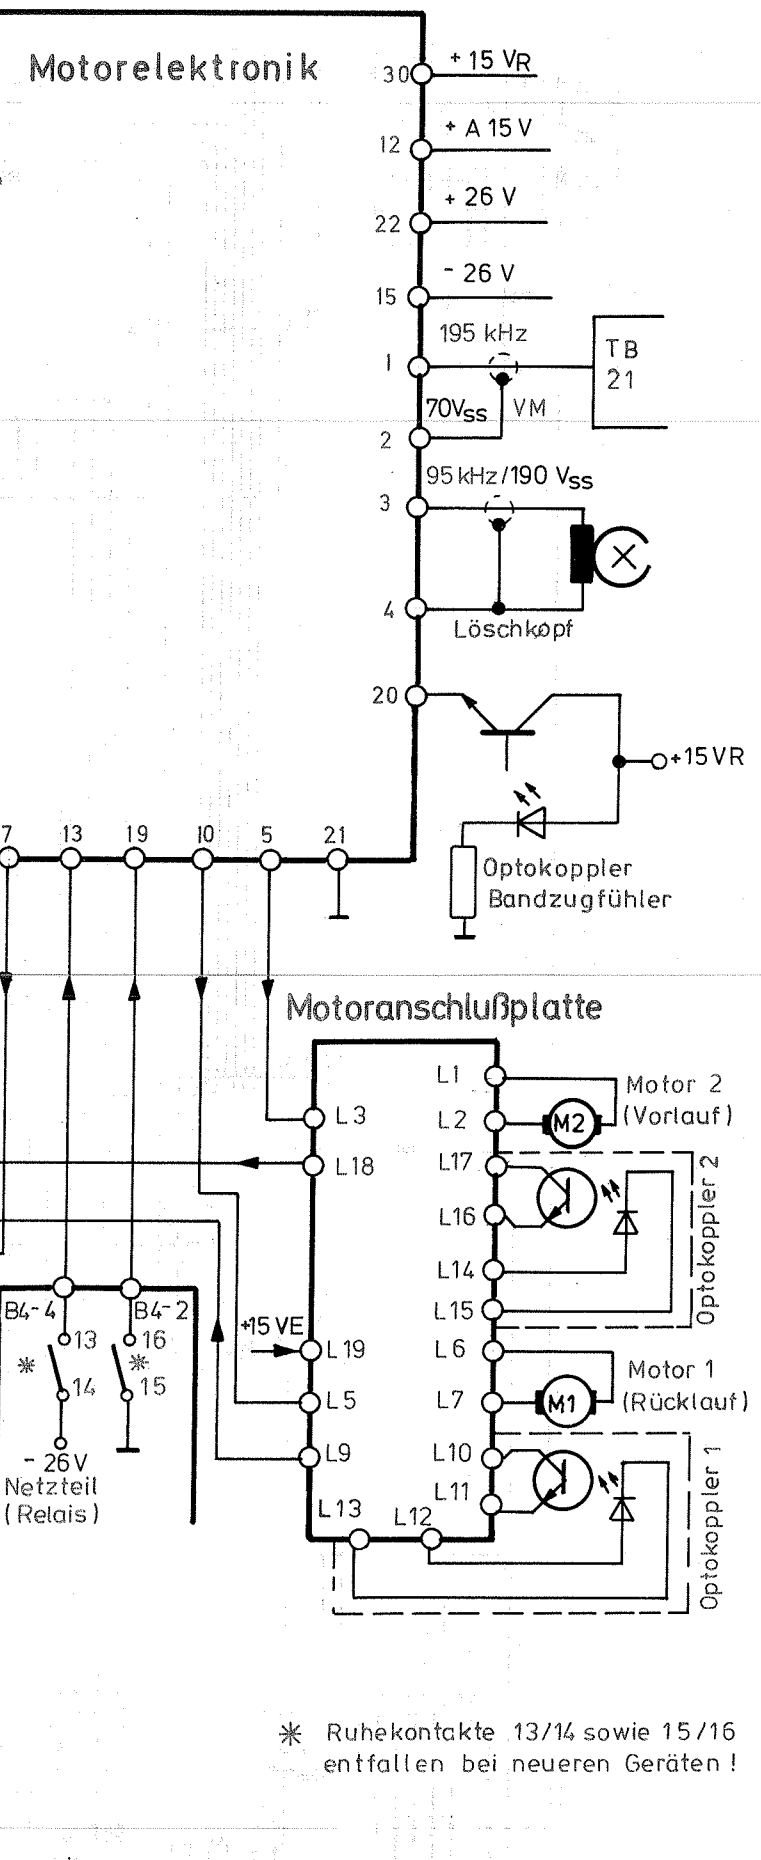 Motorelektronik
30
+ 15 VR
12
+ A 15 V
22
+ 26 V
15
- 26 V
195 kHz
1
TB
21
70VSS
VM
2
95 kHz/190 VSS
3
4
Löschkopf
20
+15VR
7 13 19 10 5 21
Optokoppler
Bandzugfühler
Motoranschlußplatte
L1
Motor 2
L3
L2
M2
(Vorlauf)
L18
L17
L16
Optokoppler 2
L14
L15
B4-4
B4-2
+15 VE
13
16
L19
L6
Motor 1
* *
14
15
L5
L7
M1
(Rücklauf)
- 26V
L9
L10
Netzteil
(Relais)
L11
L13
L12
Optokoppler 1
* Ruhekontakte 13/14 sowie 15/16
entfallen bei neueren Geräten !